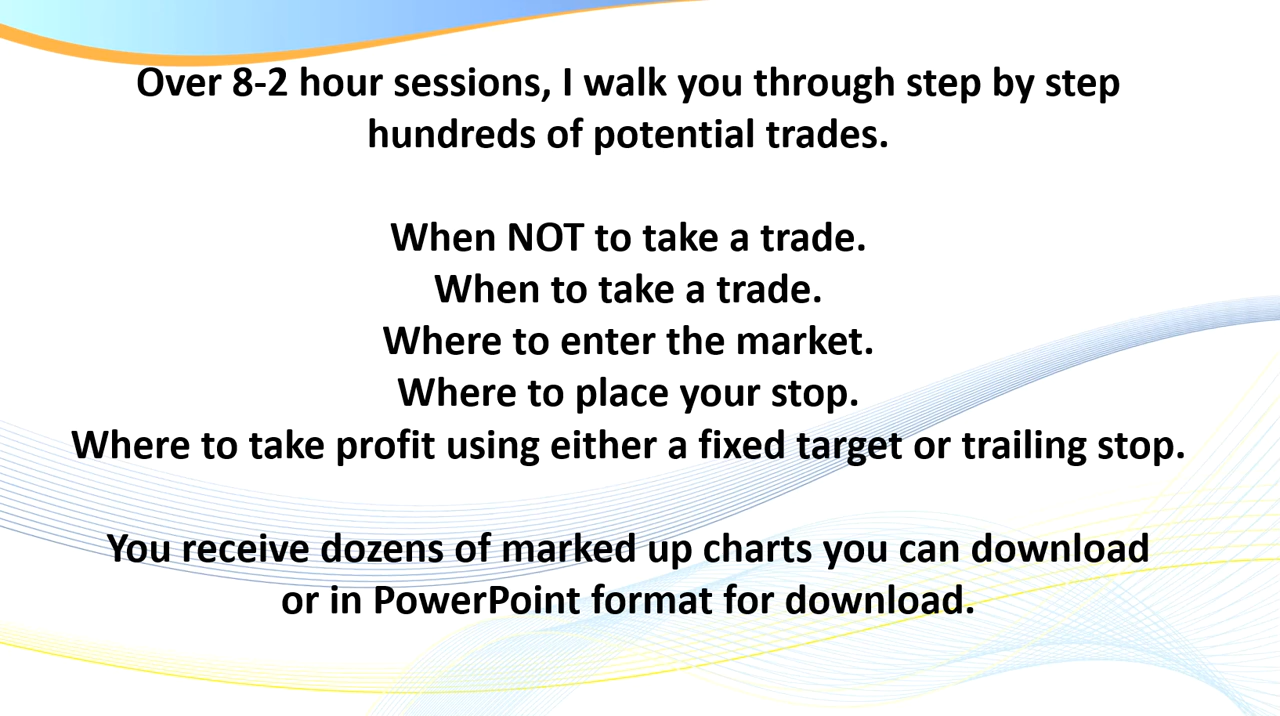 Over 8-2 hour sessions, I walk you through step by step
hundreds of potential trades.
When NOT to take a trade.
When to take a trade.
Where to enter the market.
Where to place your stop.
Where to take profit using either a fixed target or trailing stop.
You receive dozens of marked up charts you can download
or in PowerPoint format for download.